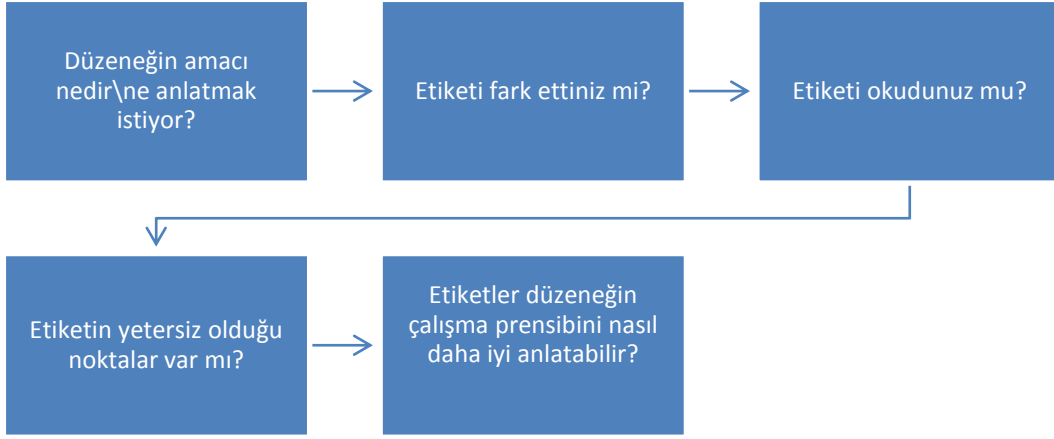 Düzeneğin amacı
nedir\ne anlatmak
istiyor?
Etiketi fark ettiniz mi?
Etiketi okudunuz mu?
Etiketin yetersiz olduğu
noktalar var mı?
Etiketler düzeneğin
çalışma prensibini nasıl
daha iyi anlatabilir?